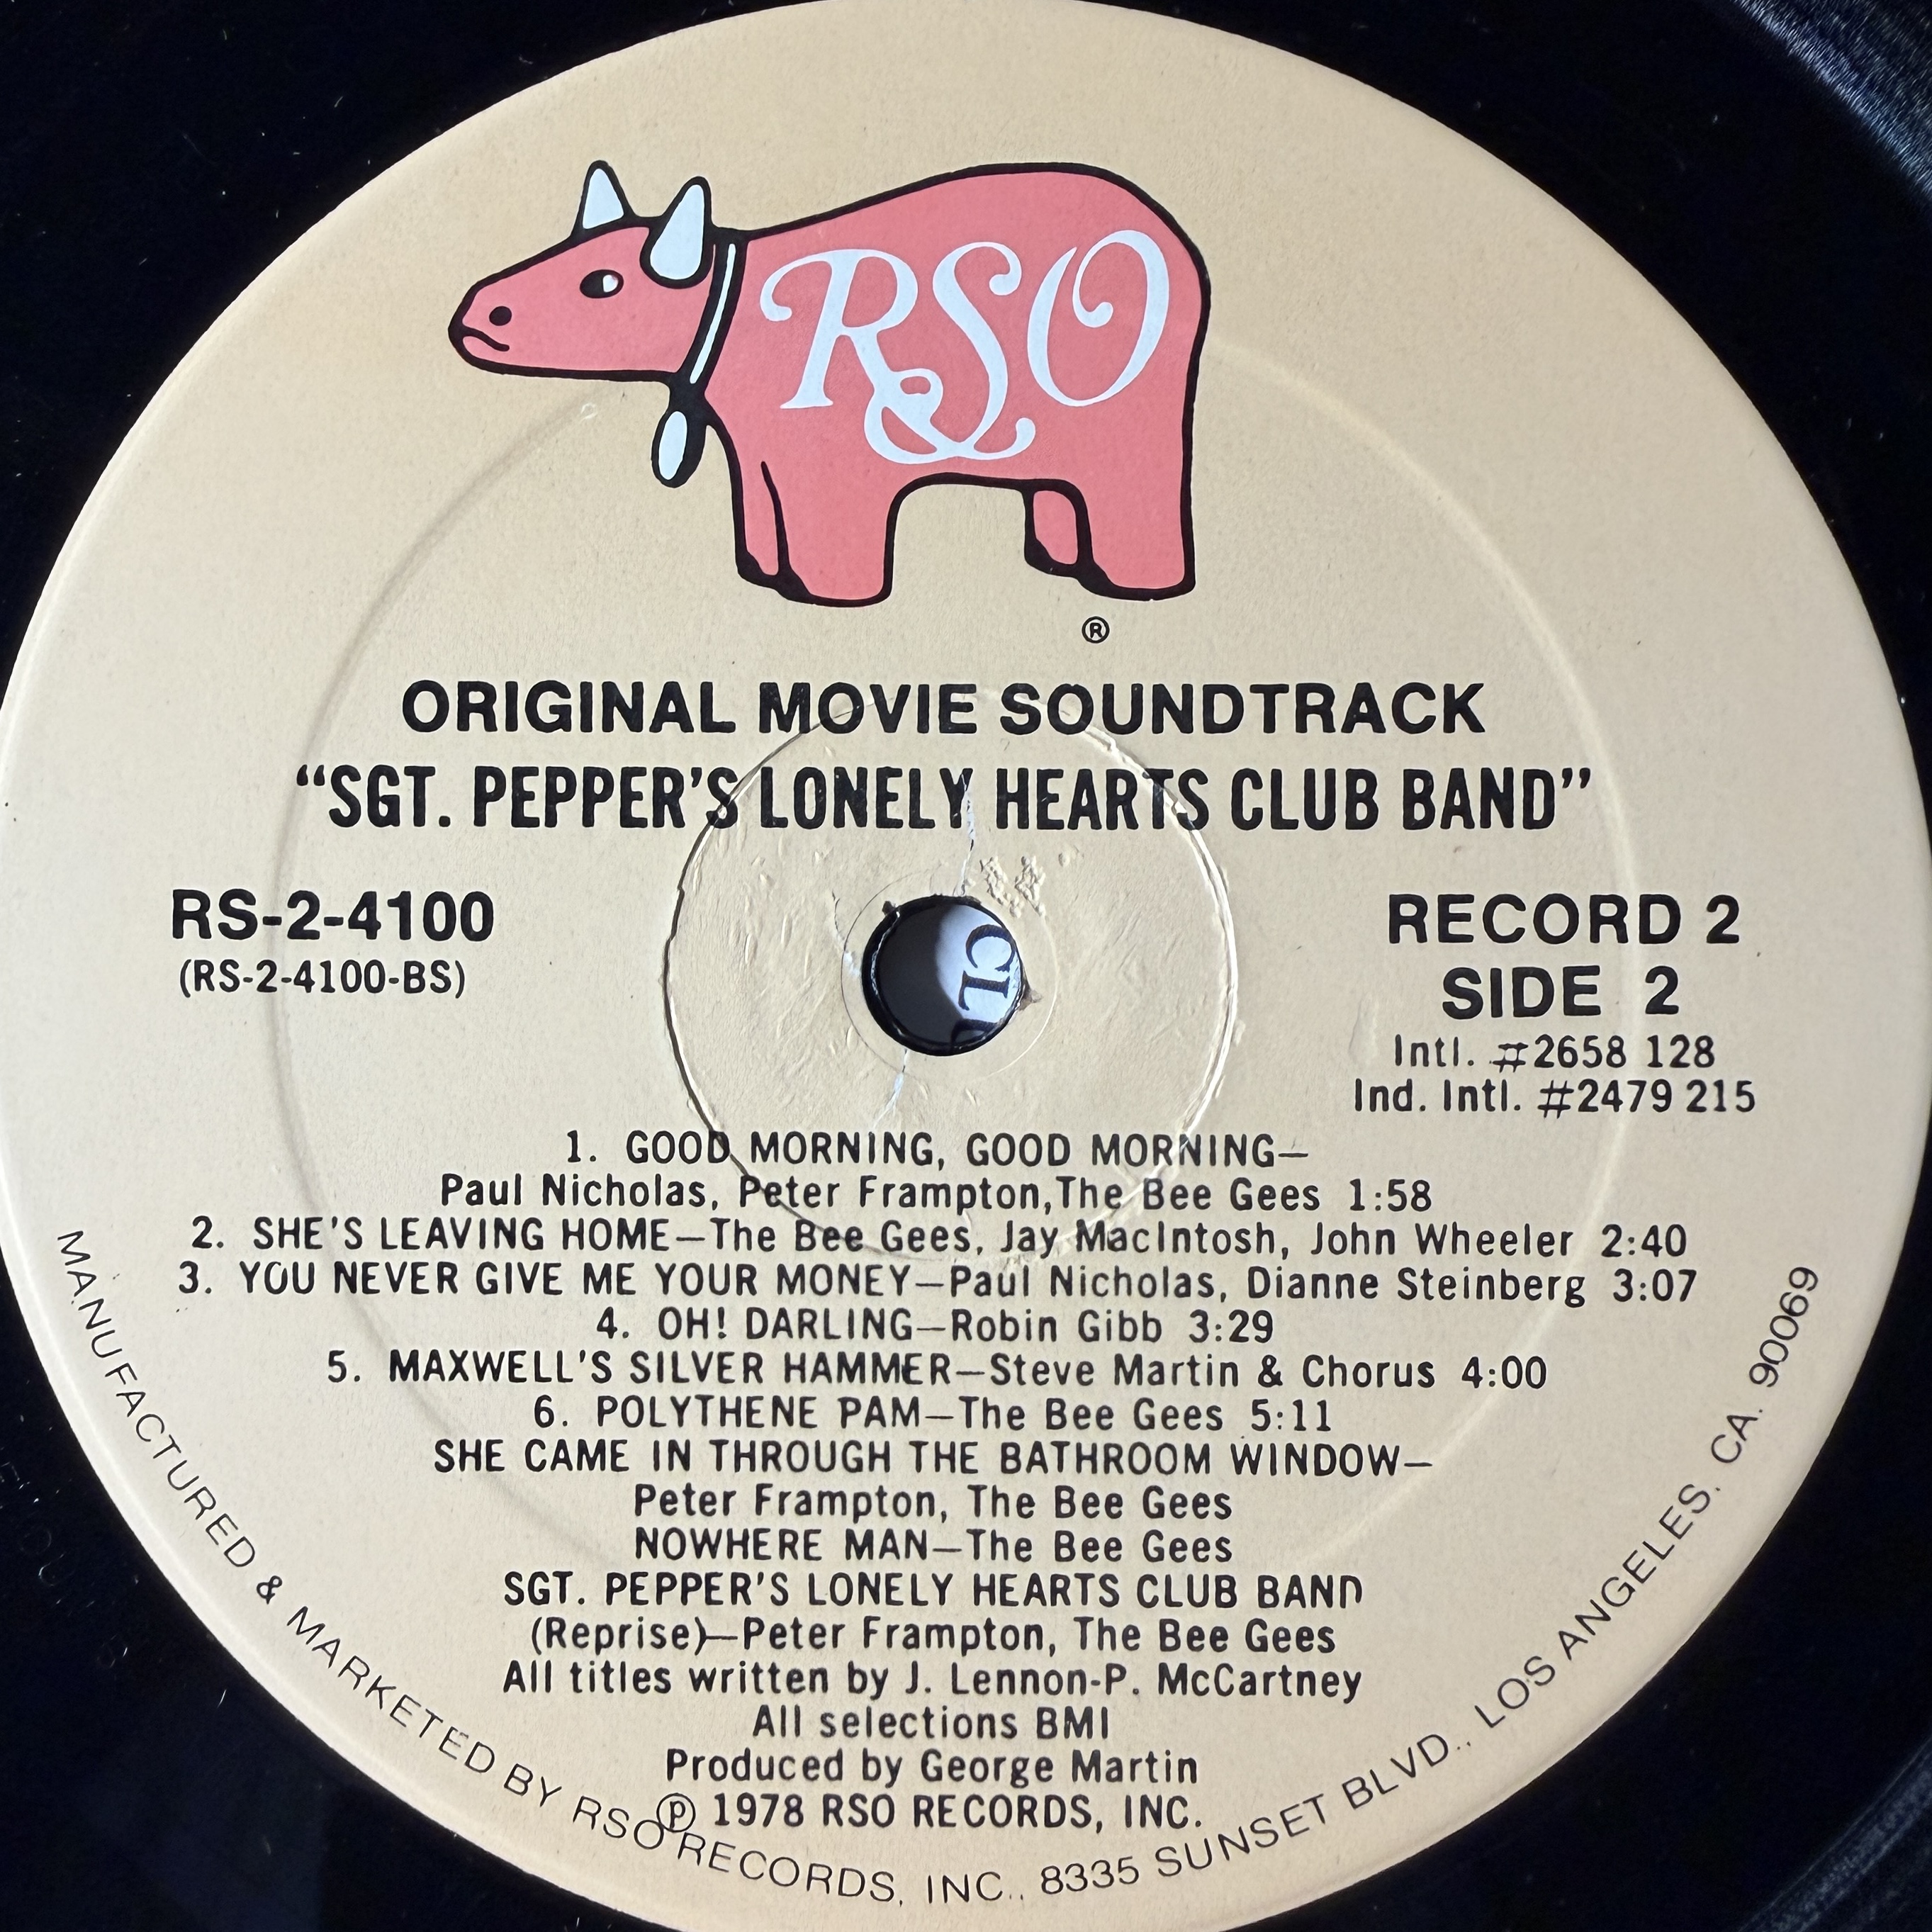 RSO
®
ORIGINAL MOVIE SOUNDTRACK
“SGT. PEPPER’S LONELY HEARTS CLUB BAND”
RS-2-4100
(RS-2-4100-BS)
RECORD 2
SIDE 2
Intl. #2658 128
Ind. Intl. #2479 215
CL
1. GOOD MORNING, GOOD MORNING—
Paul Nicholas, Peter Frampton,The Bee Gees 1:58
2. SHE'S LEAVING HOME—The Bee Gees, Jay MacIntosh, John Wheeler 2:40
3. YOU NEVER GIVE ME YOUR MONEY—Paul Nicholas, Dianne Steinberg 3:07
4. OH! DARLING—Robin Gibb 3:29
5. MAXWELL'S SILVER HAMMER—Steve Martin & Chorus 4:00
6. POLYTHENE PAM—The Bee Gees 5:11
SHE CAME IN THROUGH THE BATHROOM WINDOW—
Peter Frampton, The Bee Gees
NOWHERE MAN—The Bee Gees
SGT. PEPPER'S LONELY HEARTS CLUB BAND
(Reprise)—Peter Frampton, The Bee Gees
All titles written by J. Lennon-P. McCartney
All selections BMI
Produced by George Martin
℗ 1978 RSO RECORDS, INC.
MANUFACTURED & MARKETED BY RSO RECORDS, INC., 8335 SUNSET BLVD., LOS ANGELES, CA. 90069